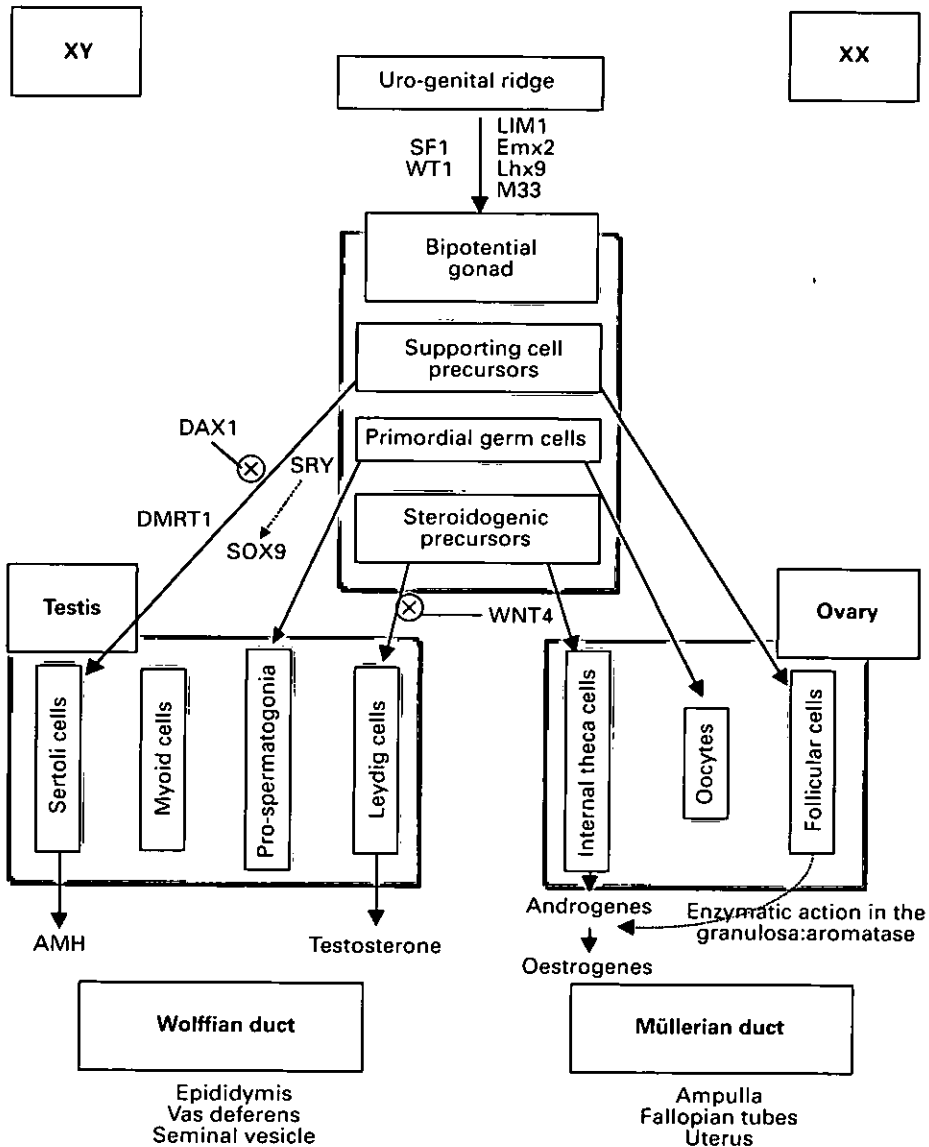 XY
XX
Uro-genital ridge
SF1
WT1
LIM1
Emx2
Lhx9
M33
Bipotential
gonad
Supporting cell
precursors
Primordial germ cells
Steroidogenic
precursors
DAX1
SRY
DMRT1
SOX9
WNT4
Testis
Ovary
Sertoli cells
Myoid cells
Pro-spermatogonia
Leydig cells
Internal theca cells
Oocytes
Follicular cells
AMH
Testosterone
Androgenes
Oestrogenes
Enzymatic action in the
granulosa:aromatase
Wolffian duct
Epididymis
Vas deferens
Seminal vesicle
Müllerian duct
Ampulla
Fallopian tubes
Uterus